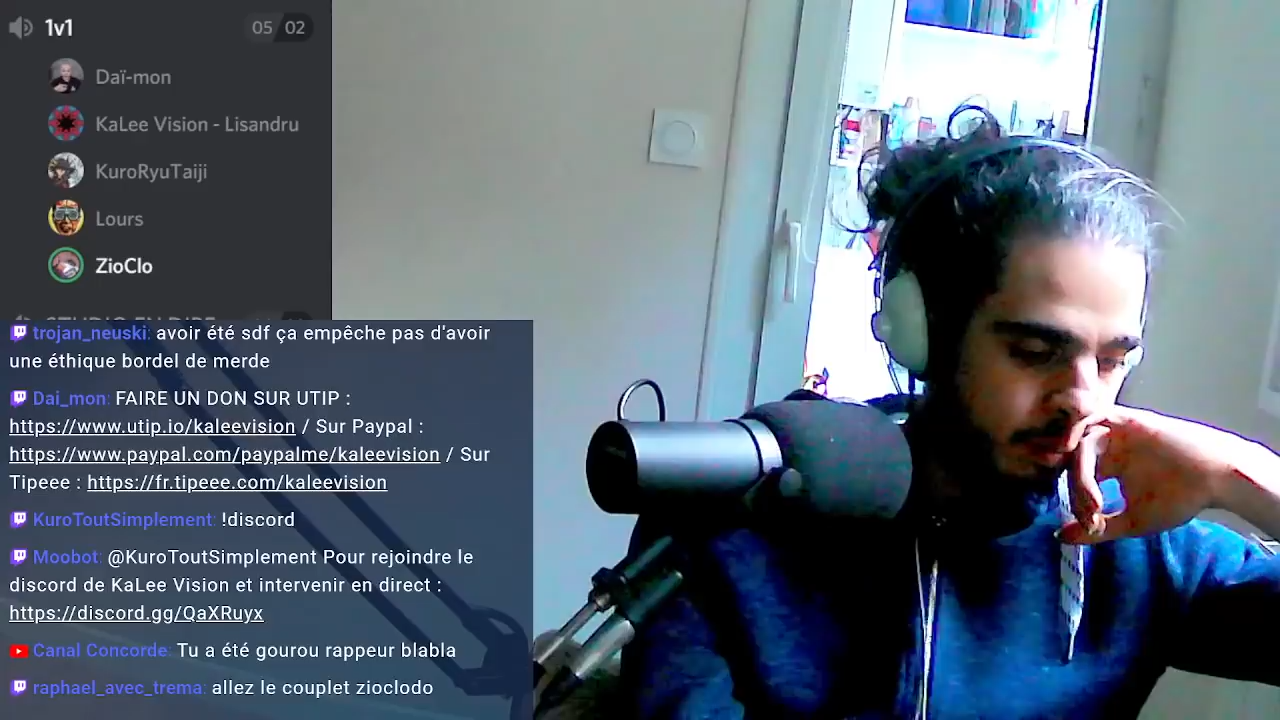 1v1
05 02
Daï-mon
KaLee Vision - Lisandru
KuroRyuTaiji
Lours
ZioClo
trojan_neuski: avoir été sdf ça empêche pas d'avoir
une éthique bordel de merde
Dai_mon: FAIRE UN DON SUR UTIP :
https://www.utip.io/kaleevision / Sur Paypal :
https://www.paypal.com/paypalme/kaleevision / Sur
Tipeee : https://fr.tipeee.com/kaleevision
KuroToutSimplement: !discord
Moobot: @KuroToutSimplement Pour rejoindre le
discord de KaLee Vision et intervenir en direct :
https://discord.gg/QaXRuyx
Canal Concorde: Tu a été gourou rappeur blabla
raphael_avec_trema: allez le couplet zioclodo